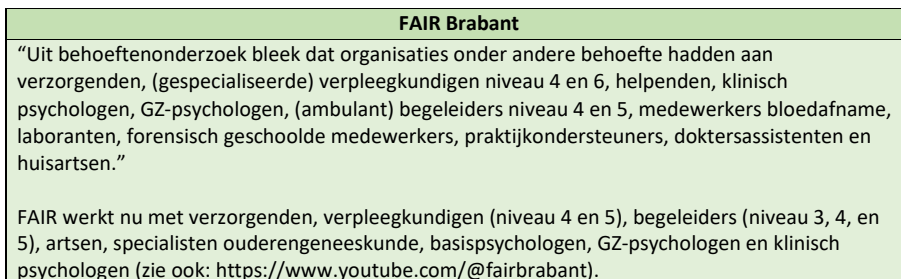 FAIR Brabant
“Uit behoeftenonderzoek bleek dat organisaties onder andere behoefte hadden aan
verzorgenden, (gespecialiseerde) verpleegkundigen niveau 4 en 6, helpenden, klinisch
psychologen, GZ-psychologen, (ambulant) begeleiders niveau 4 en 5, medewerkers bloedafname,
laboranten, forensisch geschoolde medewerkers, praktijkondersteuners, doktersassistenten en
huisartsen.”
FAIR werkt nu met verzorgenden, verpleegkundigen (niveau 4 en 5), begeleiders (niveau 3, 4, en
5), artsen, specialisten ouderengeneeskunde, basispsychologen, GZ-psychologen en klinisch
psychologen (zie ook: https://www.youtube.com/@fairbrabant).